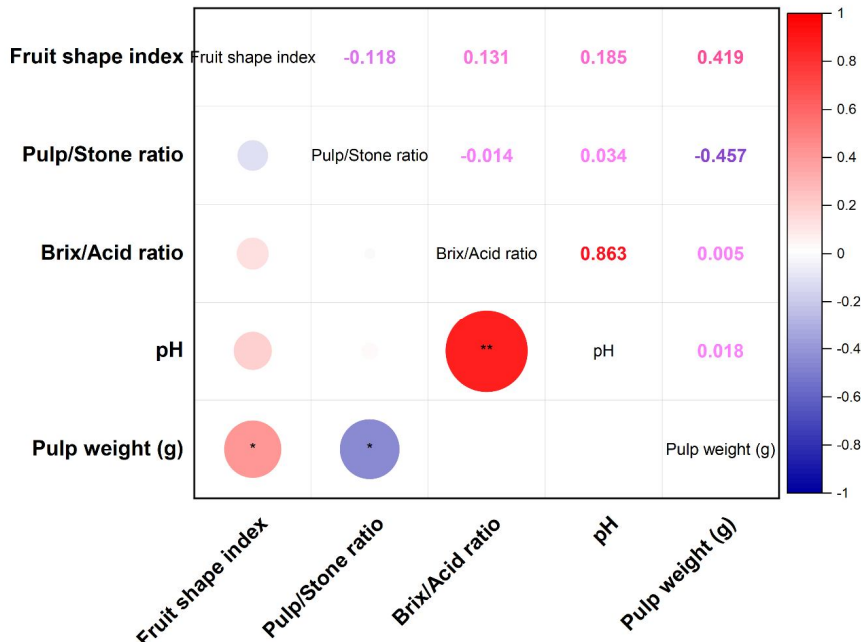 Fruit shape index Fruit shape index -0.118 0.131 0.185 0.419
Pulp/Stone ratio Pulp/Stone ratio -0.014 0.034 -0.457
Brix/Acid ratio Brix/Acid ratio 0.863 0.005
pH ** pH 0.018
Pulp weight (g) * * Pulp weight (g)
Fruit shape index
Pulp/Stone ratio
Brix/Acid ratio
pH
Pulp weight (g)
1
0.8
0.6
0.4
0.2
0
-0.2
-0.4
-0.6
-0.8
-1